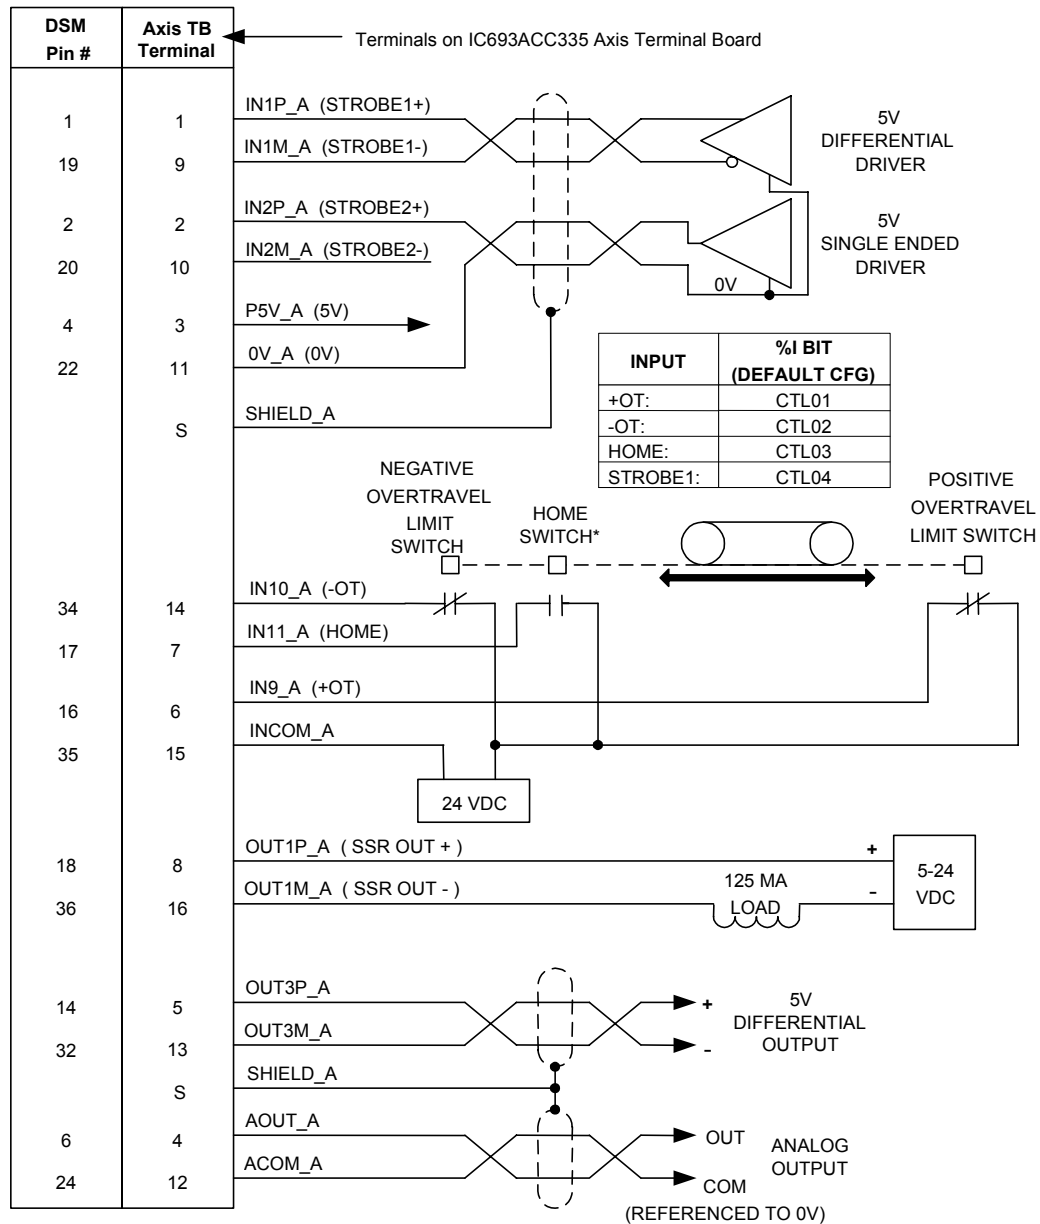 DSM Pin #
Axis TB Terminal
Terminals on IC693ACC335 Axis Terminal Board
1 1 IN1P_A (STROBE1+)
19 9 IN1M_A (STROBE1-)
5V
DIFFERENTIAL
DRIVER
2 2 IN2P_A (STROBE2+)
20 10 IN2M_A (STROBE2-)
5V
SINGLE ENDED
DRIVER
0V
4 3 P5V_A (5V)
22 11 0V_A (0V)
S SHIELD_A
INPUT %I BIT (DEFAULT CFG)
+OT: CTL01
-OT: CTL02
HOME: CTL03
STROBE1: CTL04
NEGATIVE
OVERTRAVEL
LIMIT
SWITCH
HOME
SWITCH*
POSITIVE
OVERTRAVEL
LIMIT SWITCH
34 14 IN10_A (-OT)
17 7 IN11_A (HOME)
16 6 IN9_A (+OT)
35 15 INCOM_A
24 VDC
18 8 OUT1P_A ( SSR OUT + ) +
36 16 OUT1M_A ( SSR OUT - ) -
125 MA
LOAD
5-24
VDC
14 5 OUT3P_A +
32 13 OUT3M_A -
5V
DIFFERENTIAL
OUTPUT
S SHIELD_A
6 4 AOUT_A OUT
24 12 ACOM_A COM
ANALOG
OUTPUT
(REFERENCED TO 0V)